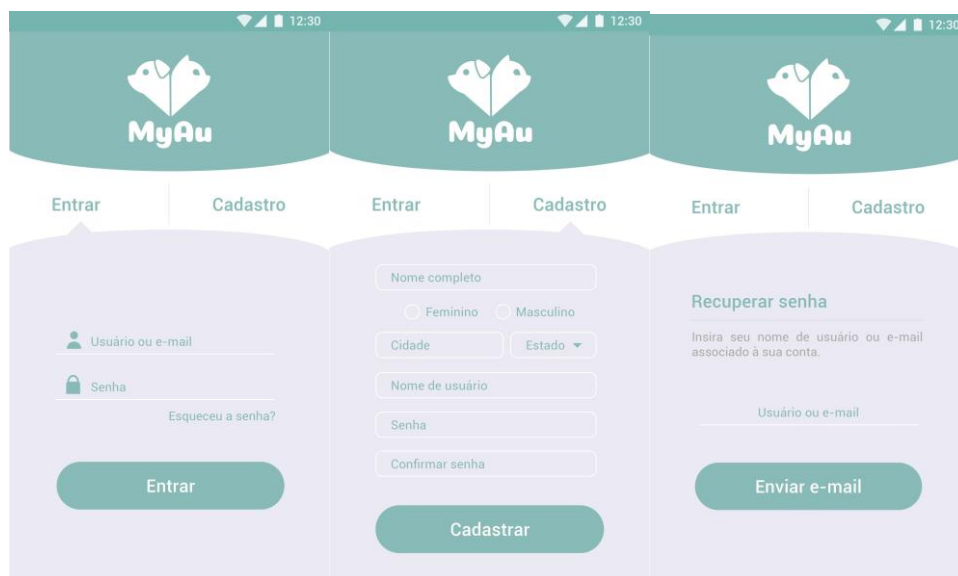 12:30
MyAu
Entrar
Cadastro
Usuário ou e-mail
Senha
Esqueceu a senha?
Entrar
12:30
MyAu
Entrar
Cadastro
Nome completo
Feminino
Masculino
Cidade
Estado
Nome de usuário
Senha
Confirmar senha
Cadastrar
12:30
MyAu
Entrar
Cadastro
Recuperar senha
Insira seu nome de usuário ou e-mail
associado à sua conta.
Usuário ou e-mail
Enviar e-mail